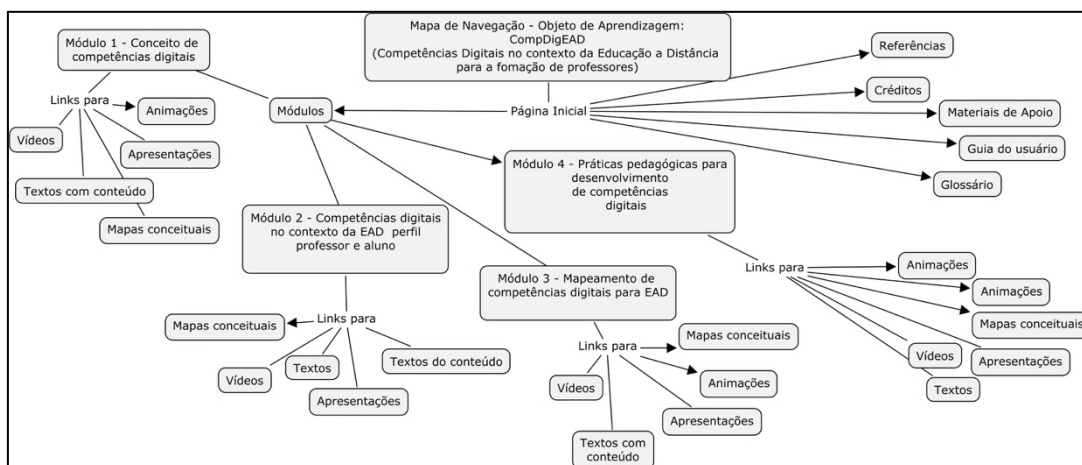 Mapa de Navegação - Objeto de Aprendizagem:
CompDigEAD
(Competências Digitais no contexto da Educação a Distância
para a fomação de professores)
Página Inicial
Referências
Créditos
Materiais de Apoio
Guia do usuário
Glossário
Módulos
Módulo 1 - Conceito de
competências digitais
Links para
Animações
Vídeos
Apresentações
Textos com conteúdo
Mapas conceituais
Módulo 2 - Competências digitais
no contexto da EAD perfil
professor e aluno
Links para
Mapas conceituais
Vídeos
Textos
Apresentações
Textos do conteúdo
Módulo 3 - Mapeamento de
competências digitais para EAD
Links para
Mapas conceituais
Vídeos
Animações
Apresentações
Textos com
conteúdo
Módulo 4 - Práticas pedagógicas para
desenvolvimento
de competências
digitais
Links para
Animações
Animações
Mapas conceituais
Vídeos
Apresentações
Textos